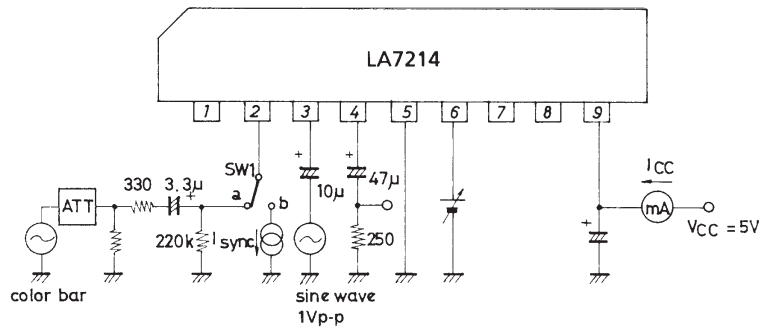 LA7214
1 2 3 4 5 6 7 8 9
SW1
a
b
330
3.3μ
+
ATT
220k
I sync
color bar
+
10μ
sine wave
1Vp-p
+
47μ
250
+
ICC
mA
VCC = 5V